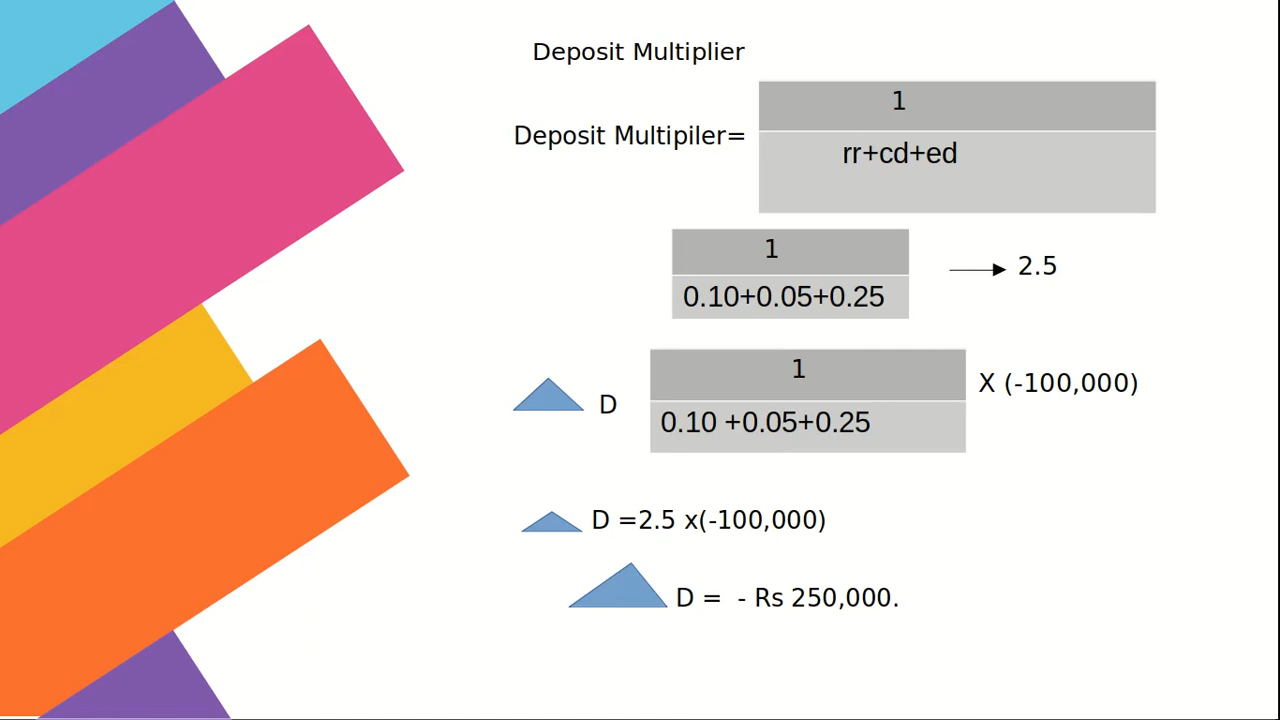 Deposit Multiplier
Deposit Multipiler=
1
rr+cd+ed
1
0.10+0.05+0.25
2.5
D
1
0.10 +0.05+0.25
X (-100,000)
D =2.5 x(-100,000)
D = - Rs 250,000.